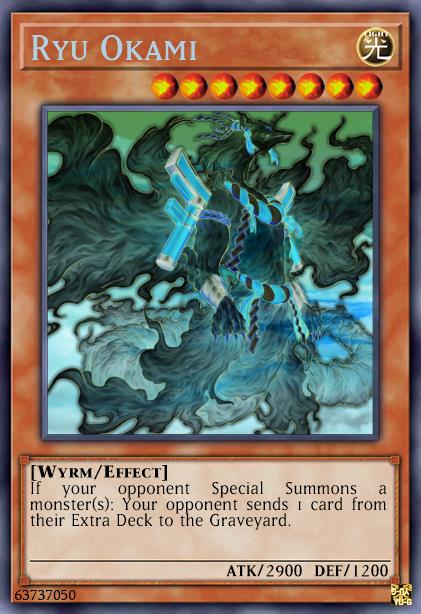 Ryu Okami
LIGHT
光
[Wyrm/Effect]
If your opponent Special Summons a
monster(s): Your opponent sends 1 card from
their Extra Deck to the Graveyard.
ATK/2900 DEF/1200
63737050